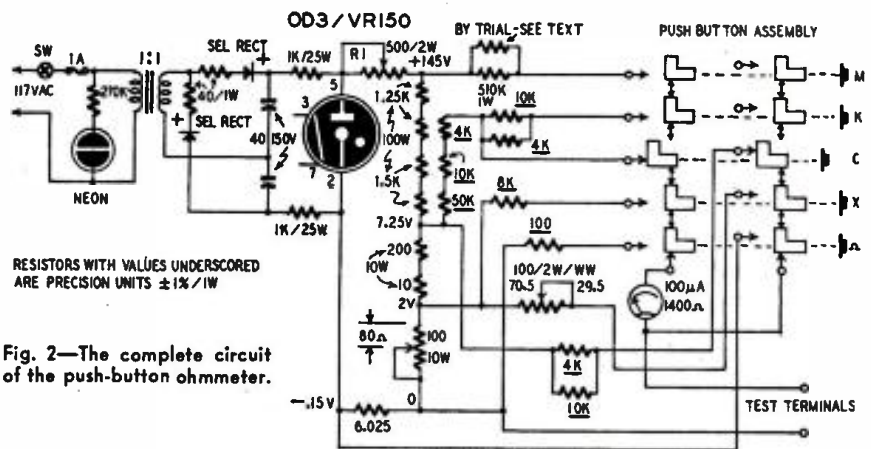 OD3/VR150
BY TRIAL-SEE TEXT
PUSH BUTTON ASSEMBLY
SW
1A
1:1
SEL RECT
+
1K/25W
R1
500/2W
+145V
117VAC
270K
40/1W
+
SEL RECT
5
3
7
2
1.25K
510K
1W
10K
M
40
150V
100W
4K
4K
K
C
NEON
1.5K
10K
50K
8K
X
1K/25W
7.25V
100
Ω
RESISTORS WITH VALUES UNDERSCORED
ARE PRECISION UNITS ±1%/1W
200
10W
10
2V
100/2W/WW
70.5
29.5
100μA
1400Ω
80Ω
100
10W
Fig. 2—The complete circuit
of the push-button ohmmeter.
4K
10K
-.15V
0
6.025
TEST TERMINALS